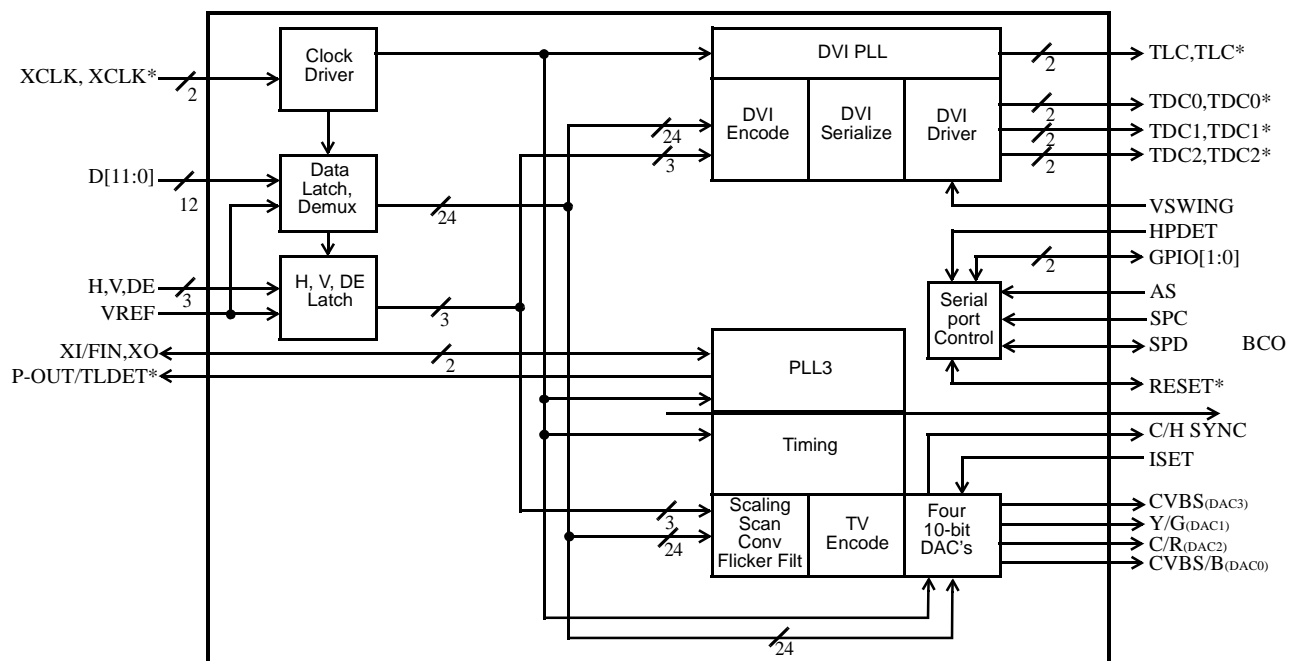 Clock
Driver
XCLK, XCLK*
2
D[11:0]
12
Data
Latch,
Demux
24
H,V,DE
3
VREF
H, V, DE
Latch
3
XI/FIN,XO
2
P-OUT/TLDET*
DVI PLL
DVI
Encode
DVI
Serialize
DVI
Driver
24
3
2
TLC,TLC*
2
TDC0,TDC0*
2
TDC1,TDC1*
2
TDC2,TDC2*
VSWING
HPDET
2
GPIO[1:0]
Serial
port
Control
AS
SPC
SPD
BCO
RESET*
PLL3
Timing
C/H SYNC
ISET
3
24
Scaling
Scan
Conv
Flicker Filt
TV
Encode
Four
10-bit
DAC's
CVBS(DAC3)
Y/G(DAC1)
C/R(DAC2)
CVBS/B(DAC0)
24